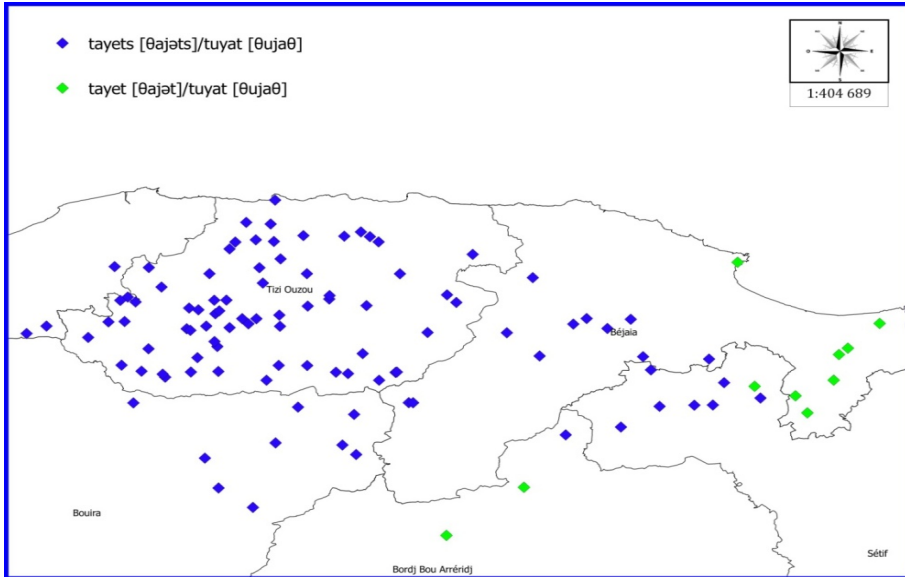 tayets [θajəts]/tuyat [θujaθ]
tayet [θajət]/tuyat [θujaθ]
N
O
E
S
1:404 689
Tizi Ouzou
Béjaia
Bouira
Sétif
Bordj Bou Arréridj